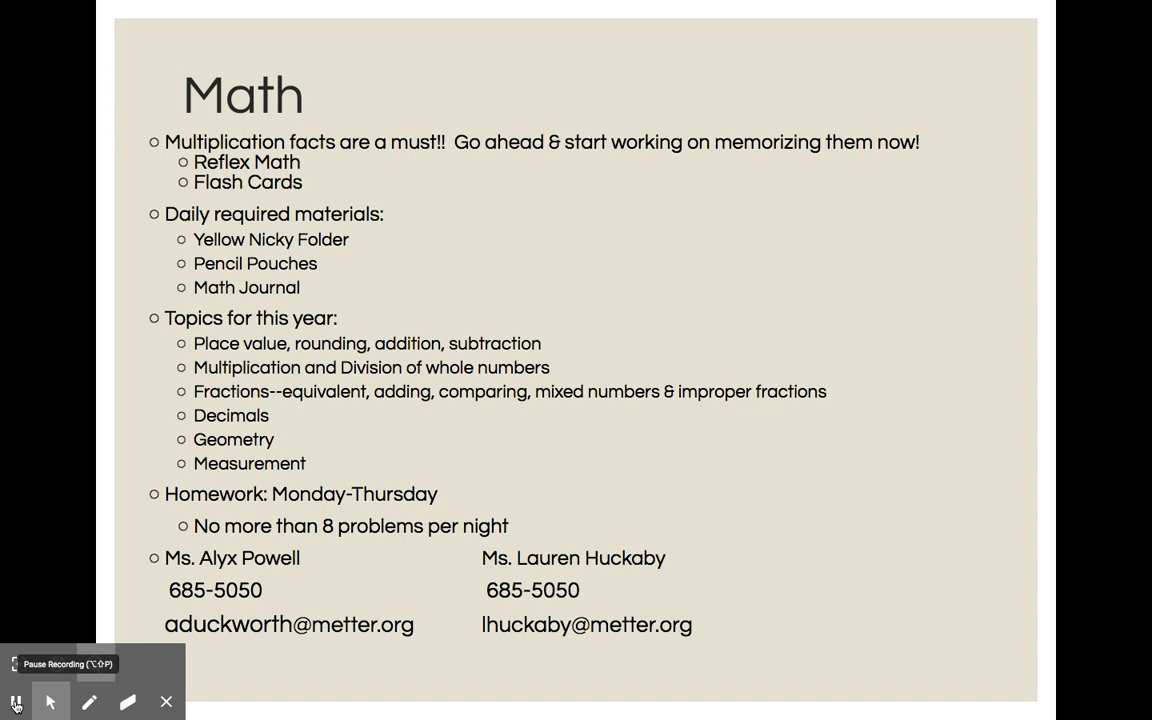 Math
Multiplication facts are a must!!  Go ahead & start working on memorizing them now!
Reflex Math
Flash Cards
Daily required materials:
Yellow Nicky Folder
Pencil Pouches
Math Journal
Topics for this year:
Place value, rounding, addition, subtraction
Multiplication and Division of whole numbers
Fractions--equivalent, adding, comparing, mixed numbers & improper fractions
Decimals
Geometry
Measurement
Homework: Monday-Thursday
No more than 8 problems per night
Ms. Alyx Powell Ms. Lauren Huckaby
685-5050 685-5050
aduckworth@metter.org lhuckaby@metter.org
Pause Recording (⌥⇧P)